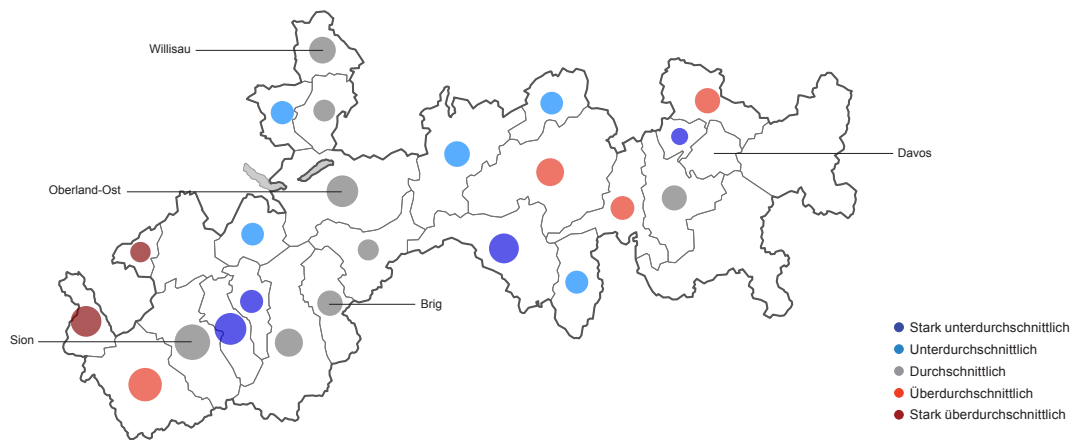 Willisau
Davos
Oberland-Ost
Brig
Sion
Stark unterdurchschnittlich
Unterdurchschnittlich
Durchschnittlich
Überdurchschnittlich
Stark überdurchschnittlich